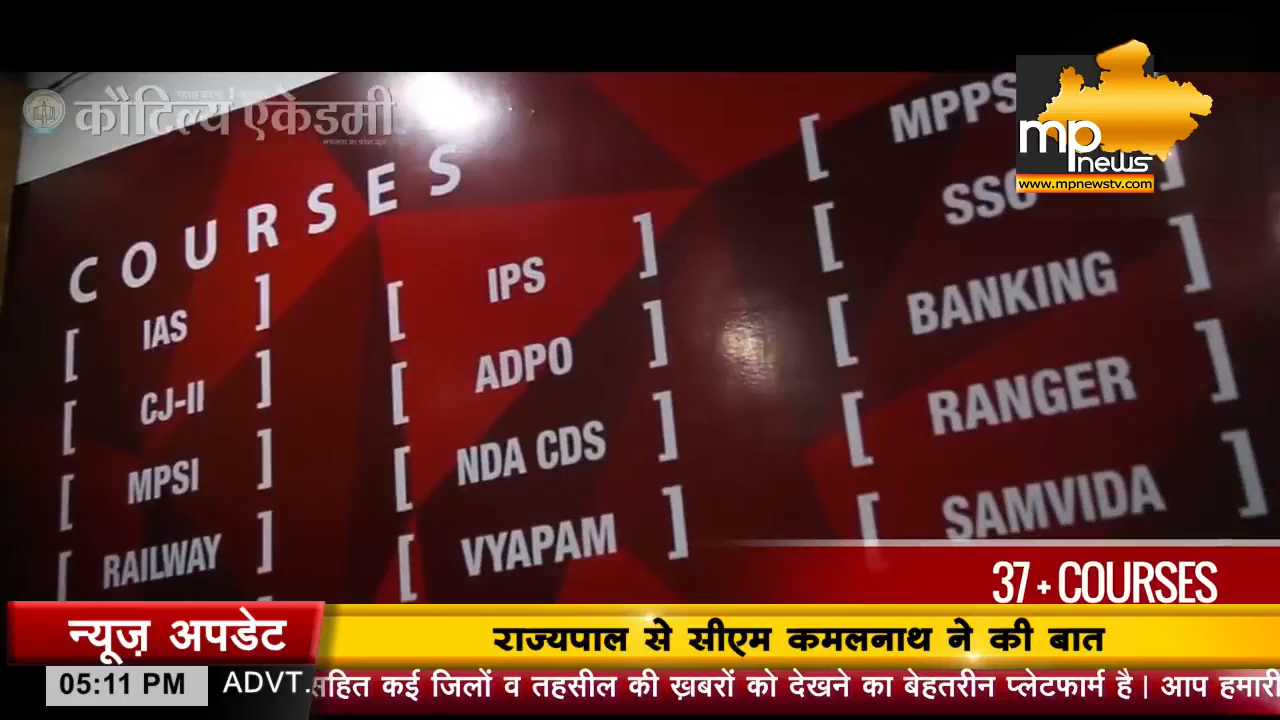 कौटिल्य एकेडमी
COURSES
[ IAS ]
[ CJ-II ]
[ MPSI ]
[ RAILWAY ]
[ IPS ]
[ ADPO ]
[ NDA CDS ]
[ VYAPAM ]
[ MPPS
[ SSC ]
[ BANKING ]
[ RANGER ]
[ SAMVIDA ]
mp
news
www.mpnewstv.com
37+ COURSES
न्यूज़ अपडेट
राज्यपाल से सीएम कमलनाथ ने की बात
05:11 PM
ADVT.
सहित कई जिलों व तहसील की ख़बरों को देखने का बेहतरीन प्लेटफार्म है | आप हमारी